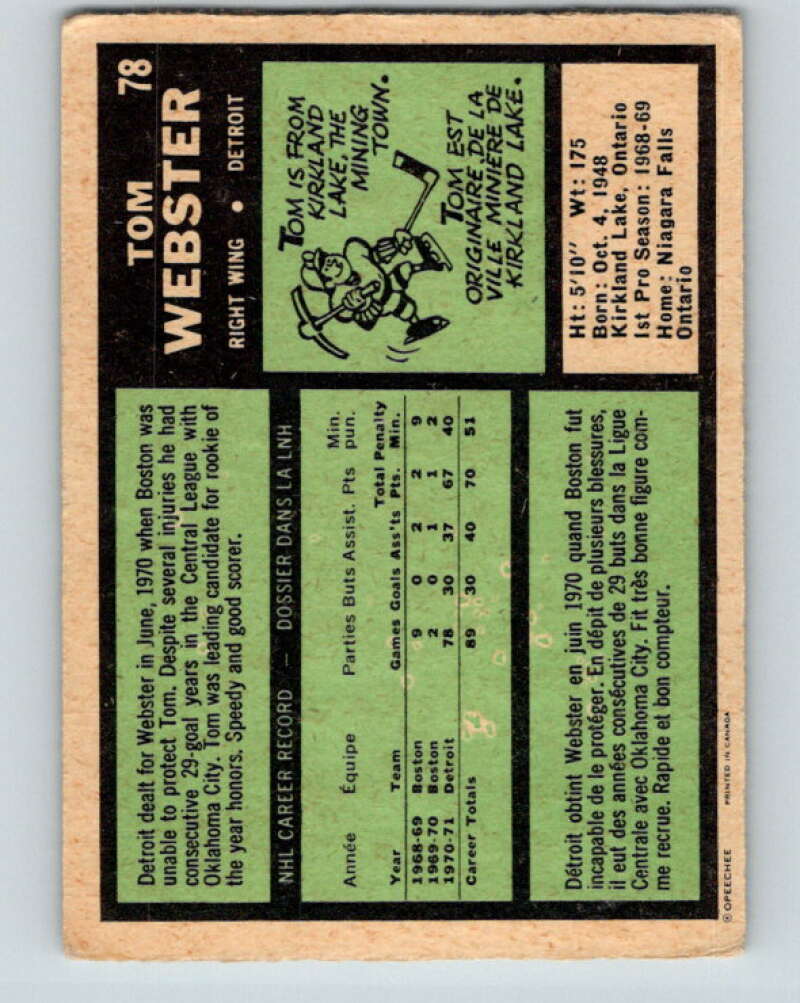 78
TOM
WEBSTER
RIGHT WING • DETROIT
TOM IS FROM
KIRKLAND
LAKE, THE
MINING
TOWN.
TOM EST
ORIGINAIRE DE LA
VILLE MINIÈRE DE
KIRKLAND LAKE.
Ht: 5'10" Wt: 175
Born: Oct. 4, 1948
Kirkland Lake, Ontario
1st Pro Season: 1968-69
Home: Niagara Falls
Ontario
Detroit dealt for Webster in June, 1970 when Boston was
unable to protect Tom. Despite several injuries he had
consecutive 29-goal years in the Central League with
Oklahoma City. Tom was leading candidate for rookie of
the year honors. Speedy and good scorer.
NHL CAREER RECORD — DOSSIER DANS LA LNH
Min.
Année Équipe Parties Buts Assist. Pts pun.
Total Penalty
Year Team Games Goals Ass'ts Pts. Min.
1968-69 Boston 9 0 2 2 9
1969-70 Boston 2 0 1 1 2
1970-71 Detroit 78 30 37 67 40
Career Totals 89 30 40 70 51
Détroit obtint Webster en juin 1970 quand Boston fut
incapable de le protéger. En dépit de plusieurs blessures,
il eut des années consécutives de 29 buts dans la Ligue
Centrale avec Oklahoma City. Fit très bonne figure com-
me recrue. Rapide et bon compteur.
© OPEECHEE PRINTED IN CANADA